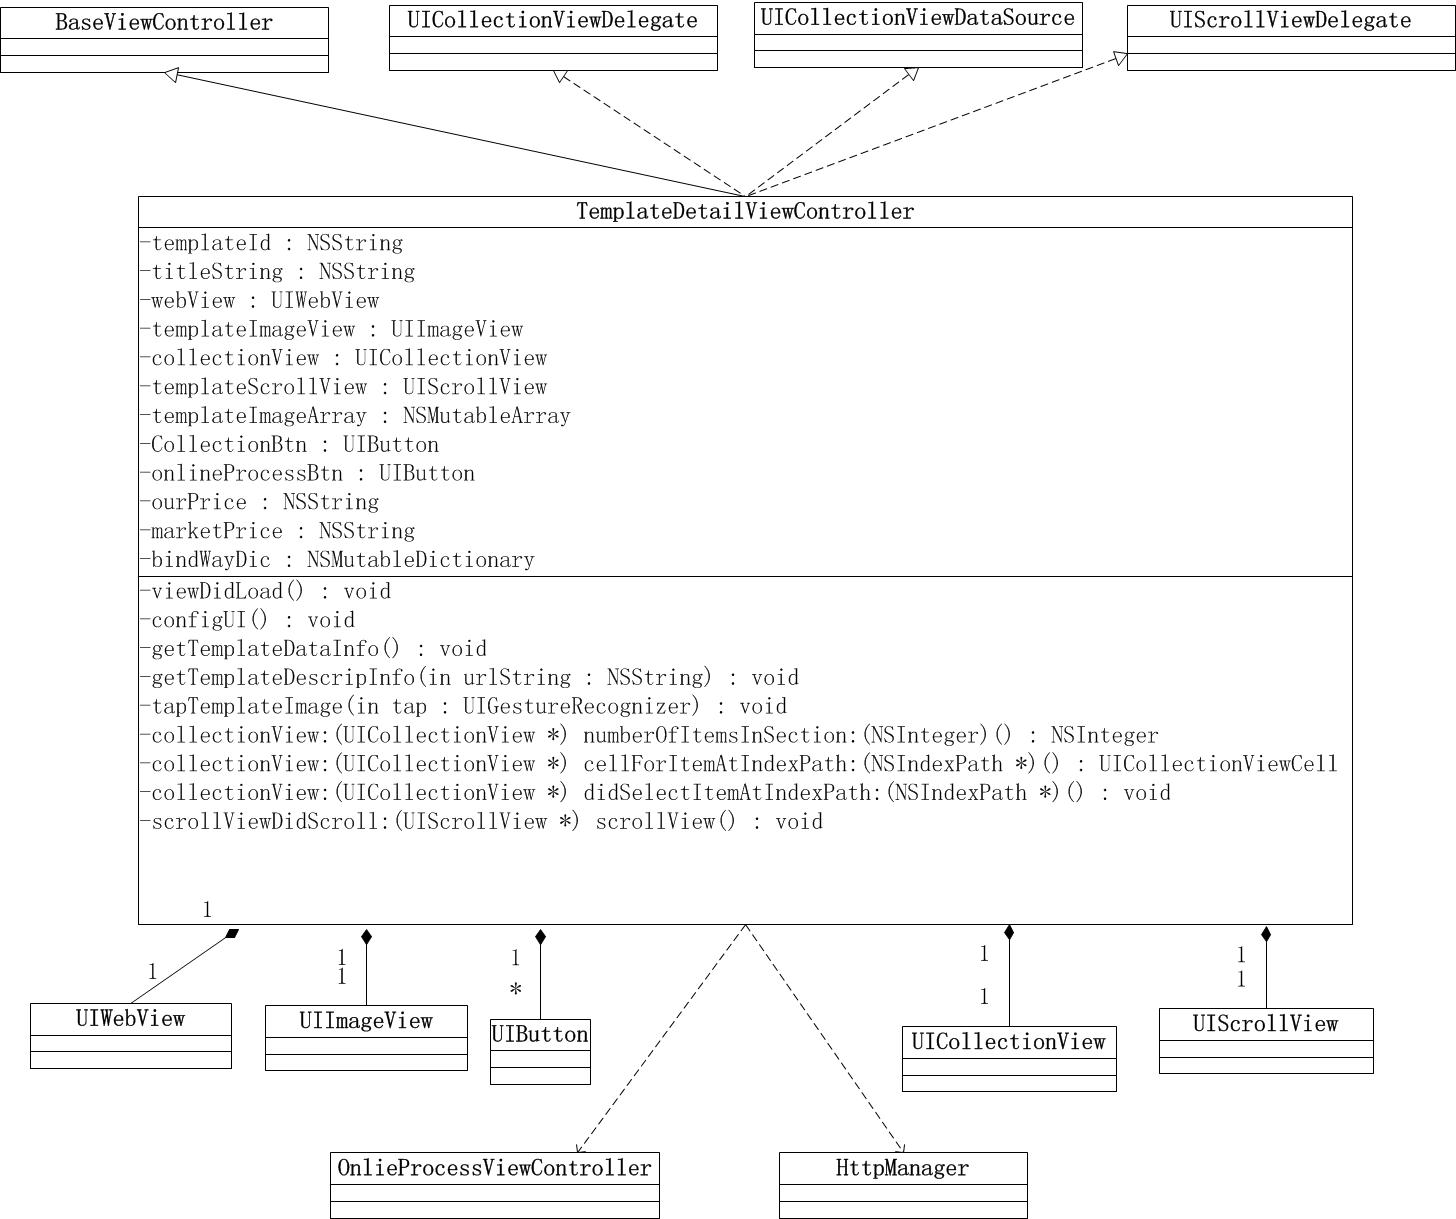 BaseViewController
UICollectionViewDelegate
UICollectionViewDataSource
UIScrollViewDelegate
TemplateDetailViewController
-templateId : NSString
-titleString : NSString
-webView : UIWebView
-templateImageView : UIImageView
-collectionView : UICollectionView
-templateScrollView : UIScrollView
-templateImageArray : NSMutableArray
-CollectionBtn : UIButton
-onlineProcessBtn : UIButton
-ourPrice : NSString
-marketPrice : NSString
-bindWayDic : NSMutableDictionary
-viewDidLoad() : void
-configUI() : void
-getTemplateDataInfo() : void
-getTemplateDescripInfo(in urlString : NSString) : void
-tapTemplateImage(in tap : UIGestureRecognizer) : void
-collectionView:(UICollectionView *) numberOfItemsInSection:(NSInteger)() : NSInteger
-collectionView:(UICollectionView *) cellForItemAtIndexPath:(NSIndexPath *)() : UICollectionViewCell
-collectionView:(UICollectionView *) didSelectItemAtIndexPath:(NSIndexPath *)() : void
-scrollViewDidScroll:(UIScrollView *) scrollView() : void
1
1
UIWebView
1
1
UIImageView
1
*
UIButton
1
1
UICollectionView
1
1
UIScrollView
OnlieProcessViewController
HttpManager